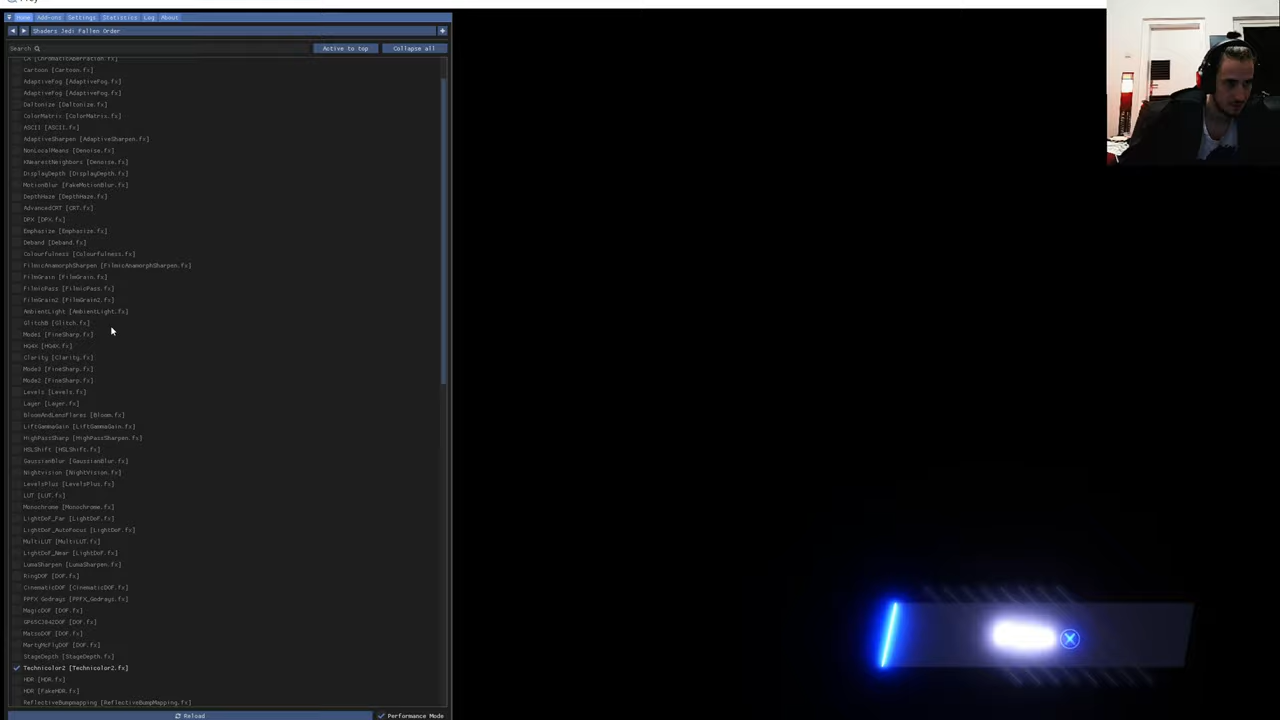 Home Add-ons Settings Statistics Log About
Shaders Jedi Fallen Order
Search Active to top Collapse all
CA [ChromaticAberration.fx]
Cartoon [Cartoon.fx]
AdaptiveFog [AdaptiveFog.fx]
AdaptiveFog [AdaptiveFog.fx]
Daltonize [Daltonize.fx]
ColorMatrix [ColorMatrix.fx]
ASCII [ASCII.fx]
AdaptiveSharpen [AdaptiveSharpen.fx]
NonLocalMeans [Denoise.fx]
KNearestNeighbors [Denoise.fx]
DisplayDepth [DisplayDepth.fx]
MotionBlur [FakeMotionBlur.fx]
DepthHaze [DepthHaze.fx]
AdvancedCRT [CRT.fx]
DPX [DPX.fx]
Emphasize [Emphasize.fx]
Deband [Deband.fx]
Colourfulness [Colourfulness.fx]
FilmicAnamorphSharpen [FilmicAnamorphSharpen.fx]
FilmGrain [FilmGrain.fx]
FilmicPass [FilmicPass.fx]
FilmGrain2 [FilmGrain2.fx]
AmbientLight [AmbientLight.fx]
GlitchB [Glitch.fx]
Mode1 [FineSharp.fx]
HQ4X [HQ4X.fx]
Clarity [Clarity.fx]
Mode3 [FineSharp.fx]
Mode2 [FineSharp.fx]
Levels [Levels.fx]
Layer [Layer.fx]
BloomAndLensFlares [Bloom.fx]
LiftGammaGain [LiftGammaGain.fx]
HighPassSharp [HighPassSharpen.fx]
HSLShift [HSLShift.fx]
GaussianBlur [GaussianBlur.fx]
Nightvision [NightVision.fx]
LevelsPlus [LevelsPlus.fx]
LUT [LUT.fx]
Monochrome [Monochrome.fx]
LightDoF_Far [LightDoF.fx]
LightDoF_AutoFocus [LightDoF.fx]
MultiLUT [MultiLUT.fx]
LightDoF_Near [LightDoF.fx]
LumaSharpen [LumaSharpen.fx]
RingDOF [DOF.fx]
CinematicDOF [CinematicDOF.fx]
PPFX_Godrays [PPFX_Godrays.fx]
MagicDOF [DOF.fx]
GP65CJ042DOF [DOF.fx]
MatsoDOF [DOF.fx]
MartyMcFlyDOF [DOF.fx]
StageDepth [StageDepth.fx]
Technicolor2 [Technicolor2.fx]
HDR [HDR.fx]
HDR [FakeHDR.fx]
ReflectiveBumpmapping [ReflectiveBumpMapping.fx]
Reload Performance Mode